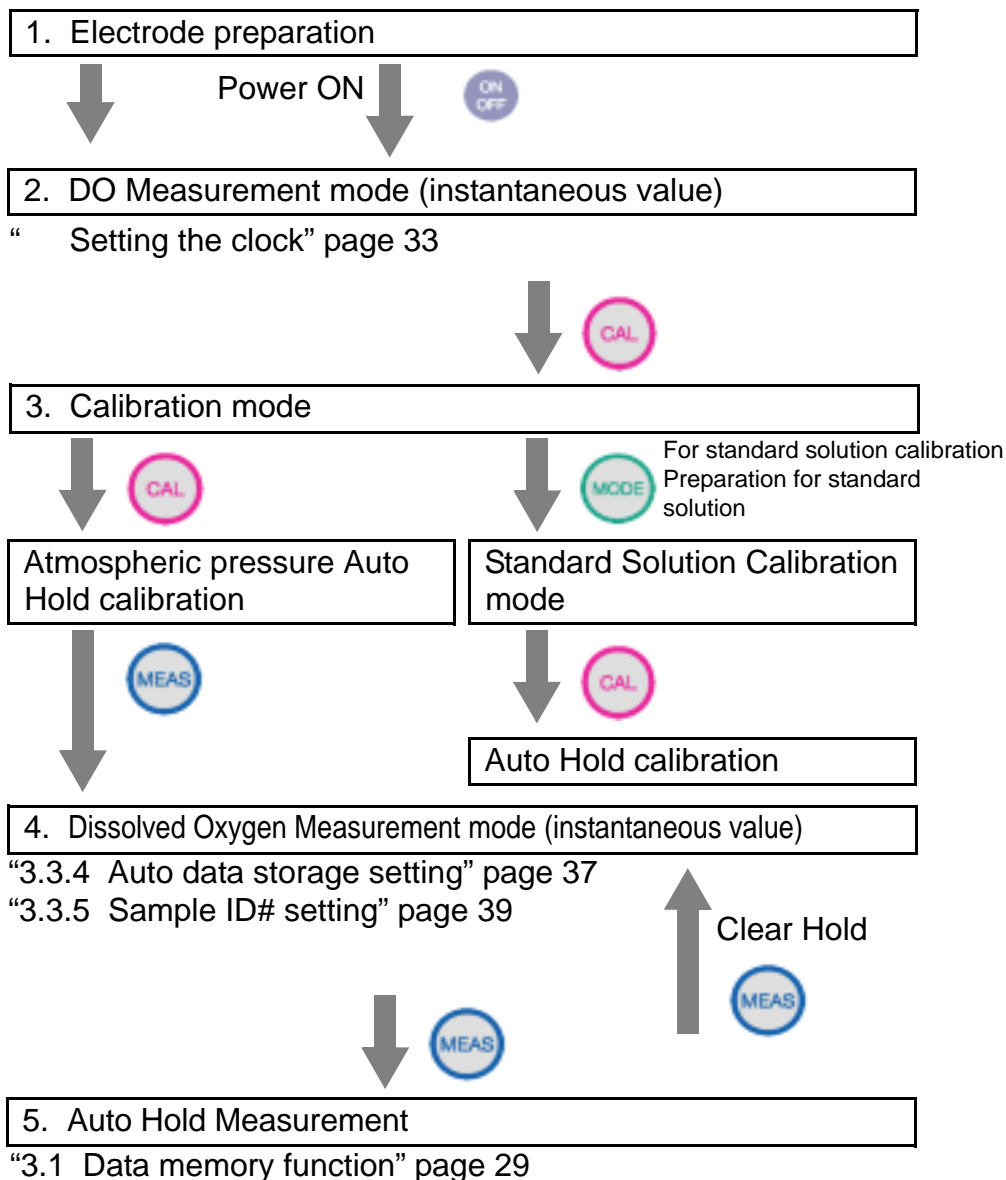 1. Electrode preparation
Power ON
ON
OFF
2. DO Measurement mode (instantaneous value)
“ Setting the clock” page 33
CAL
3. Calibration mode
CAL
MODE
For standard solution calibration
Preparation for standard
solution
Atmospheric pressure Auto
Hold calibration
Standard Solution Calibration
mode
MEAS
CAL
Auto Hold calibration
4. Dissolved Oxygen Measurement mode (instantaneous value)
“3.3.4 Auto data storage setting” page 37
“3.3.5 Sample ID# setting” page 39
Clear Hold
MEAS
MEAS
5. Auto Hold Measurement
“3.1 Data memory function” page 29